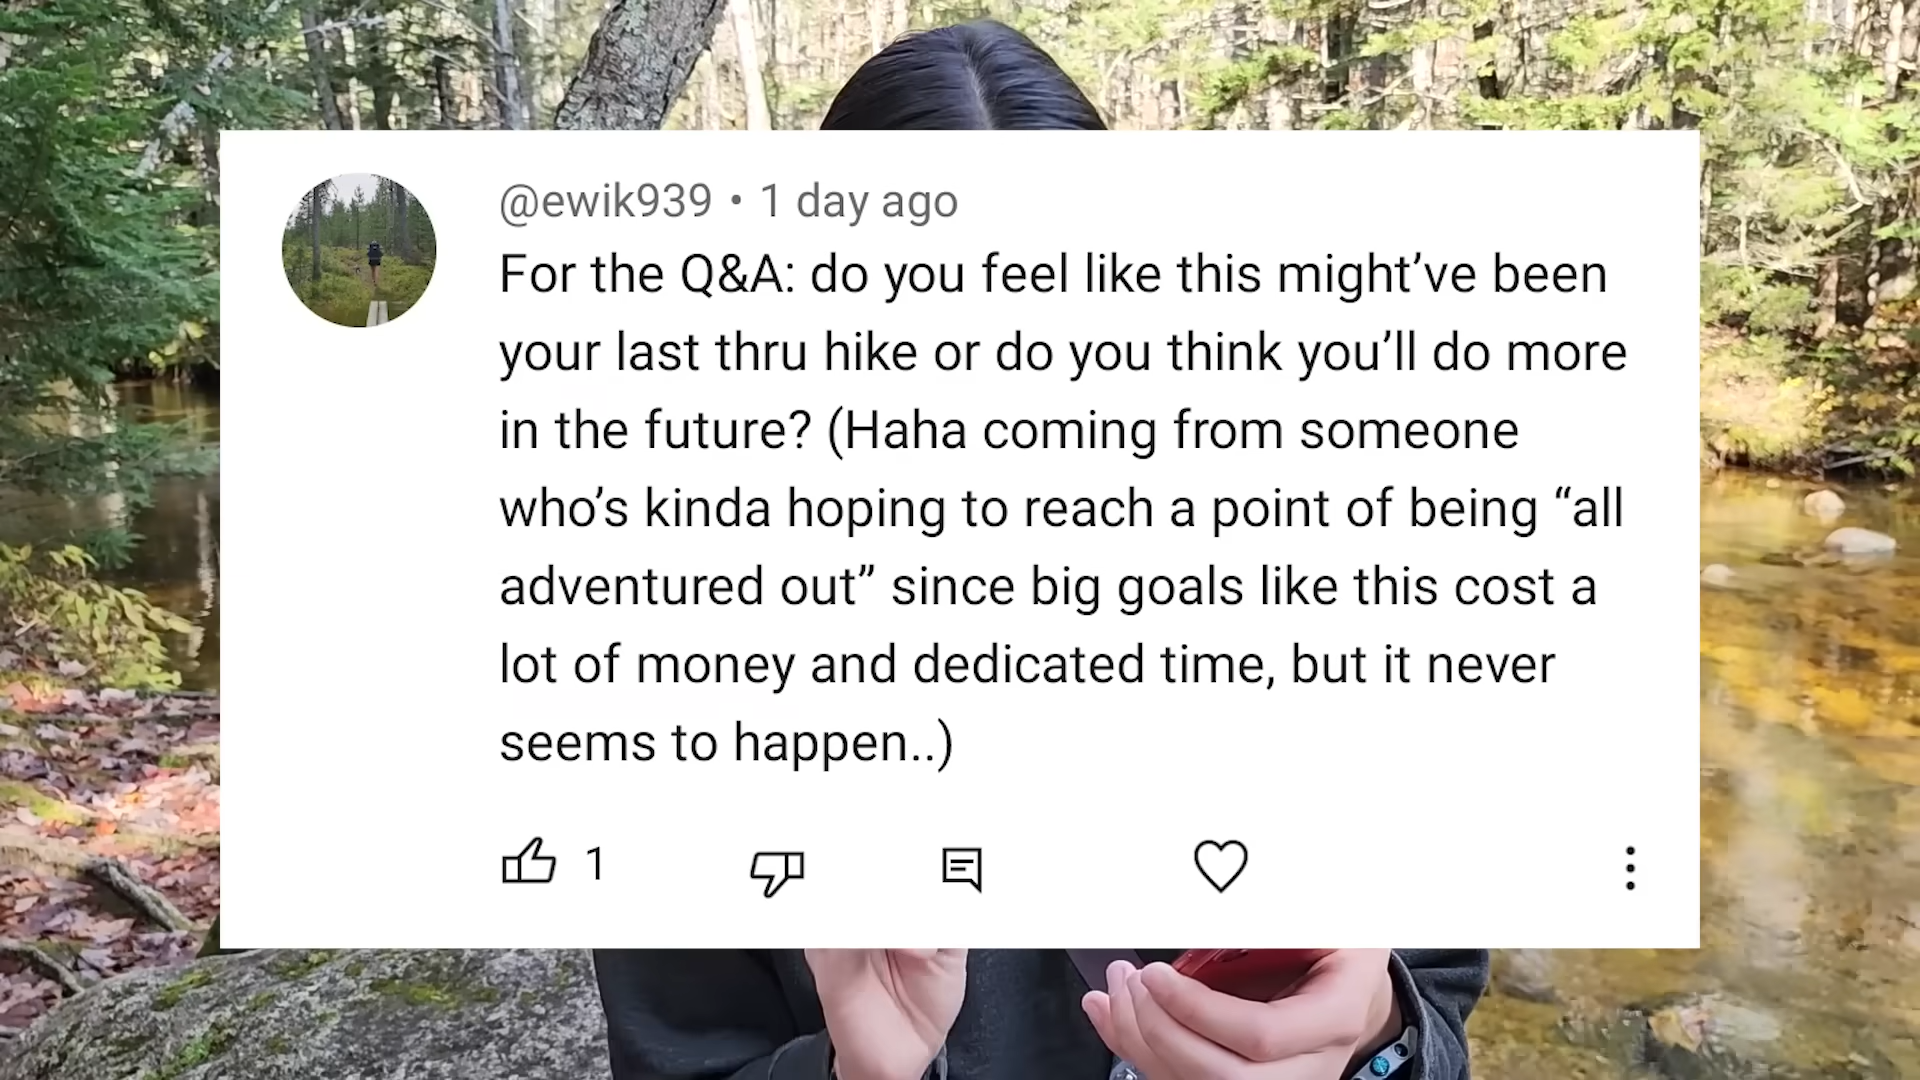 @ewik939 • 1 day ago
For the Q&A: do you feel like this might’ve been
your last thru hike or do you think you’ll do more
in the future? (Haha coming from someone
who’s kinda hoping to reach a point of being “all
adventured out” since big goals like this cost a
lot of money and dedicated time, but it never
seems to happen..)
1